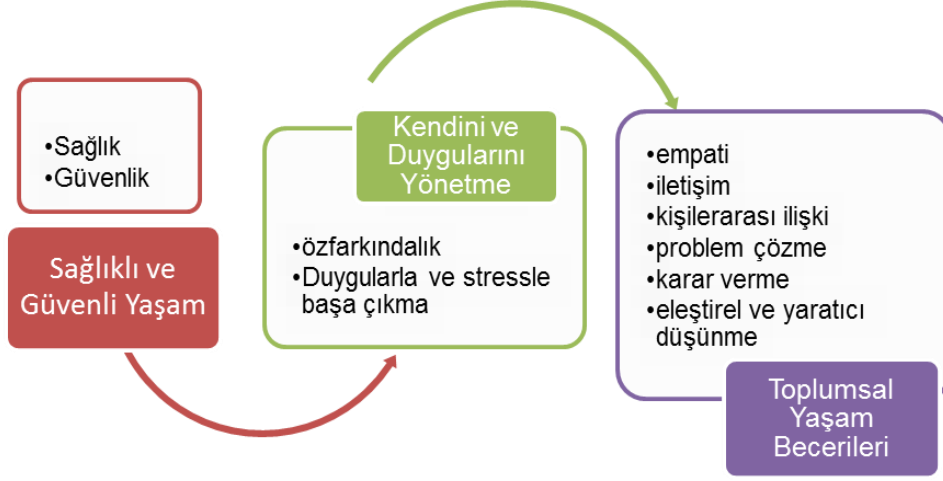 •Sağlık
•Güvenlik
Sağlıklı ve
Güvenli Yaşam
Kendini ve
Duygularını
Yönetme
•özfarkındalık
•Duygularla ve stressle
başa çıkma
•empati
•iletişim
•kişilerarası ilişki
•problem çözme
•karar verme
•eleştirel ve yaratıcı
düşünme
Toplumsal
Yaşam
Becerileri